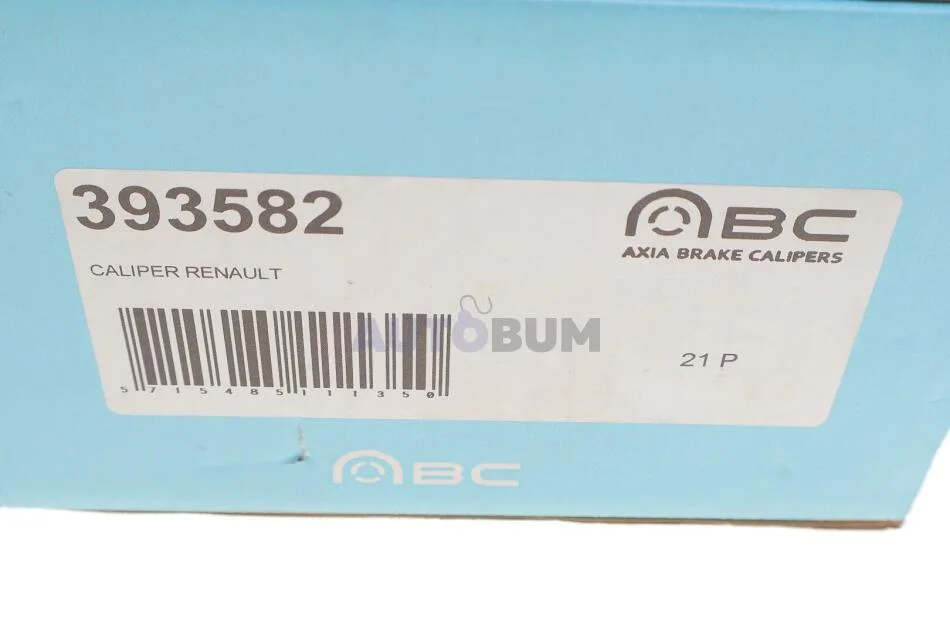 393582
ABC
AXIA BRAKE CALIPERS
CALIPER RENAULT
AUTOBUM
21 P
5715485111350
ABC